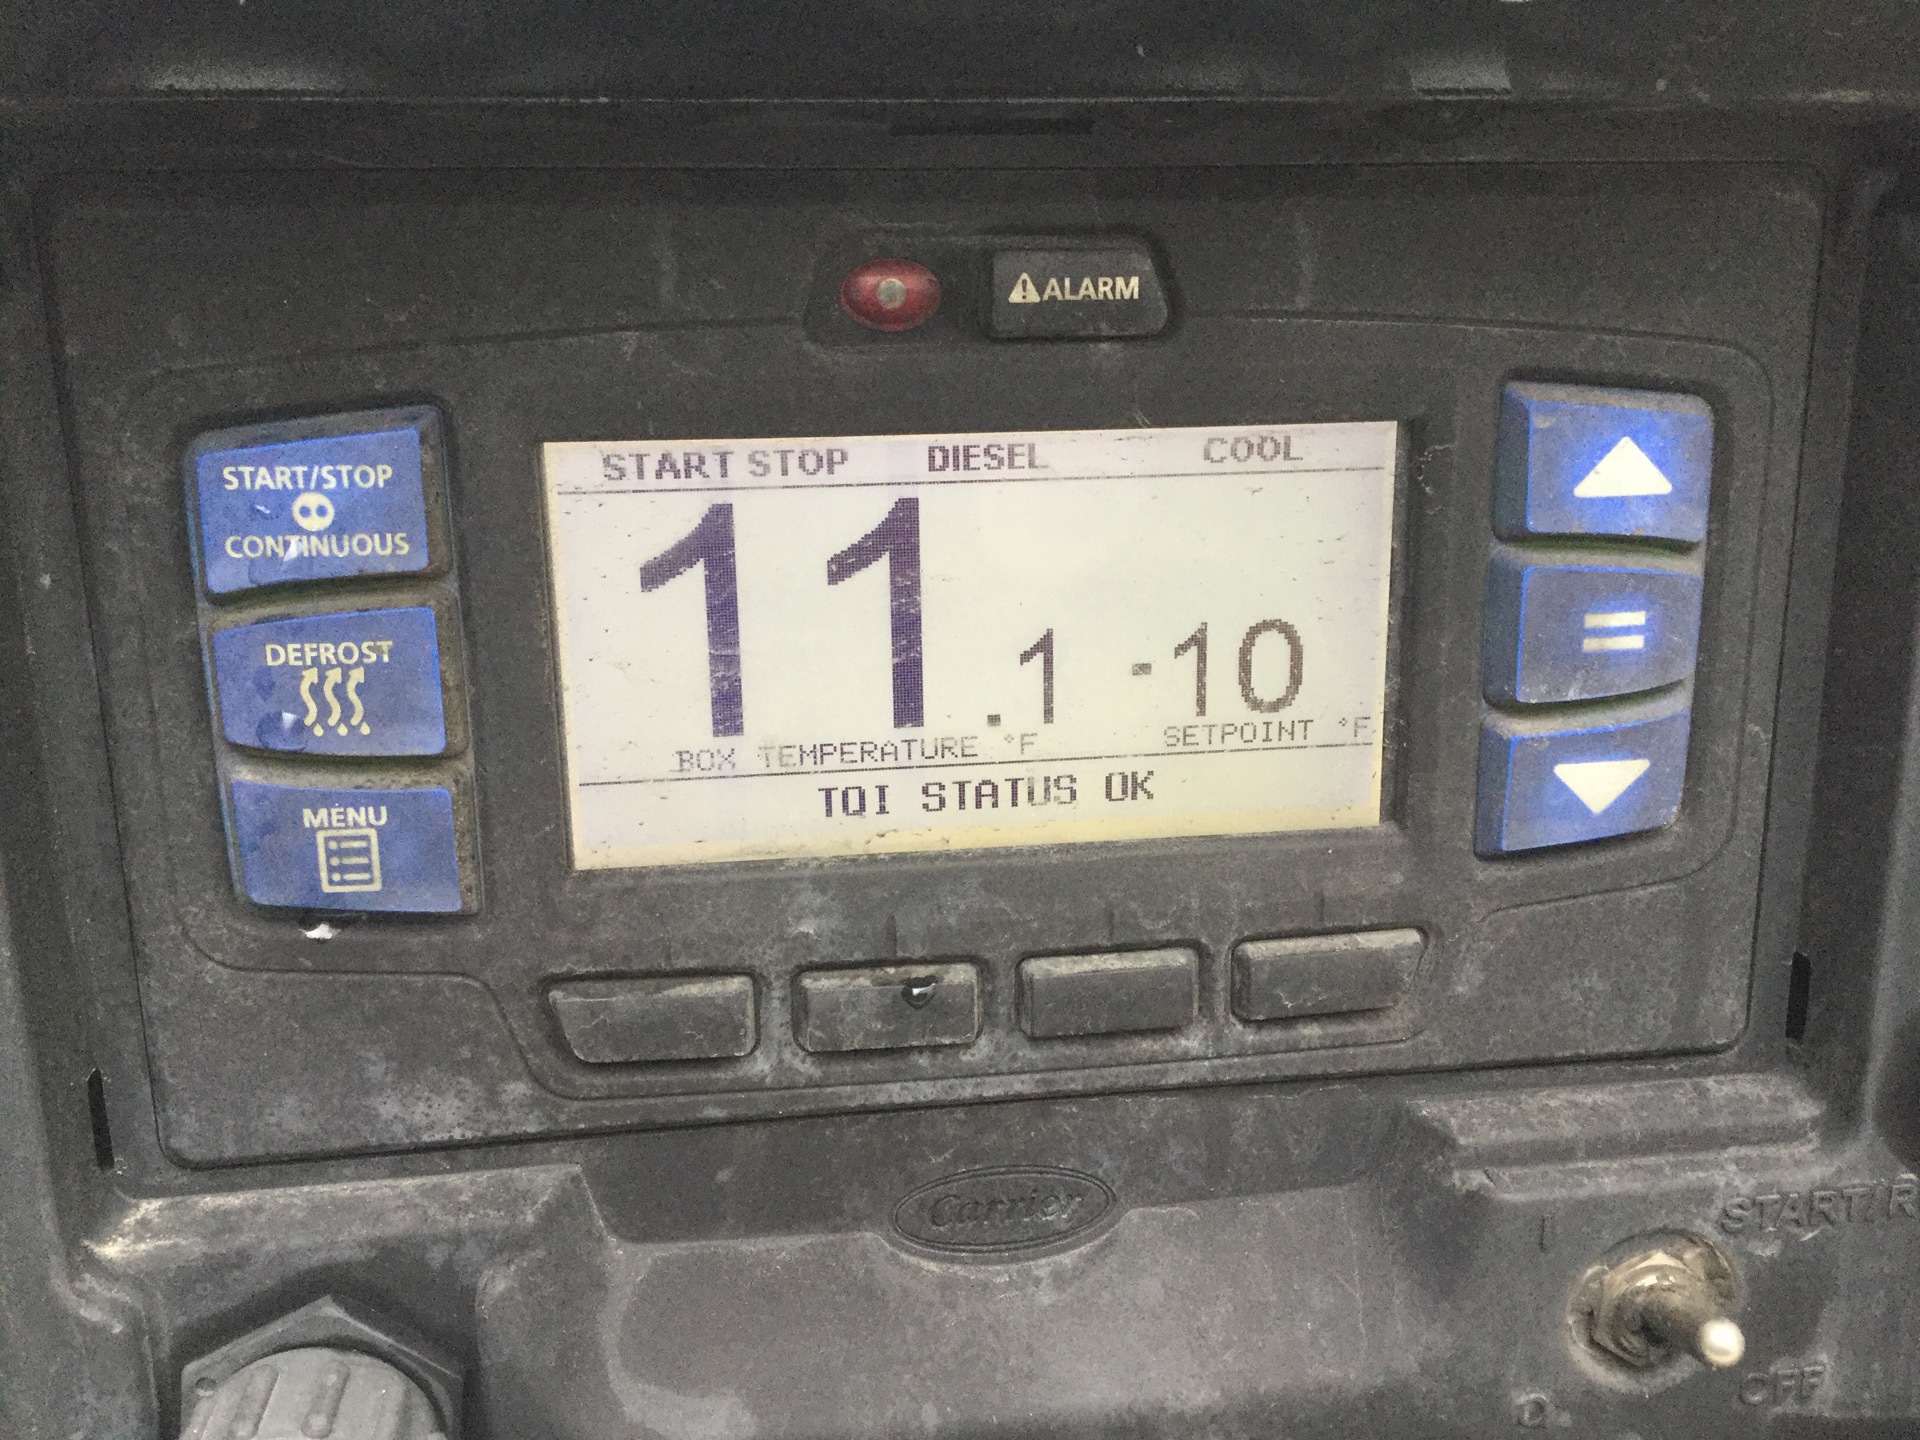 ALARM
START/STOP
CONTINUOUS
DEFROST
MENU
START STOP DIESEL COOL
11.1 -10
BOX TEMPERATURE °F SETPOINT °F
TQI STATUS OK
Carrier
START/R
I
OFF